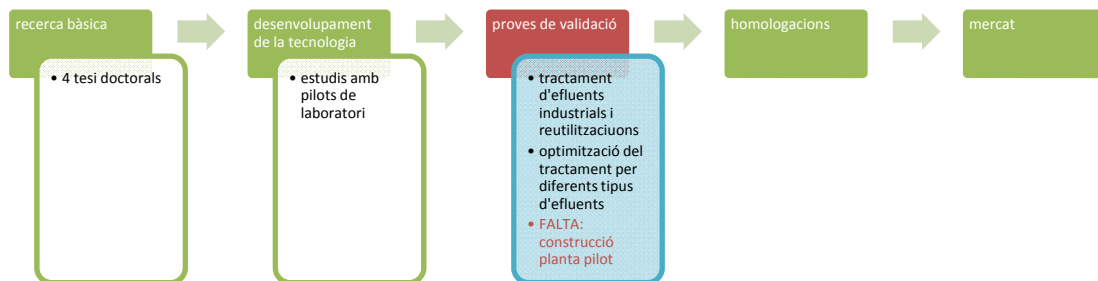 recerca bàsica
• 4 tesi doctorals
desenvolupament
de la tecnologia
• estudis amb
pilots de
laboratori
proves de validació
• tractament
d'efluents
industrials i
reutilitzaciuons
• optimització del
tractament per
diferents tipus
d'efluents
• FALTA:
construcció
planta pilot
homologacions
mercat